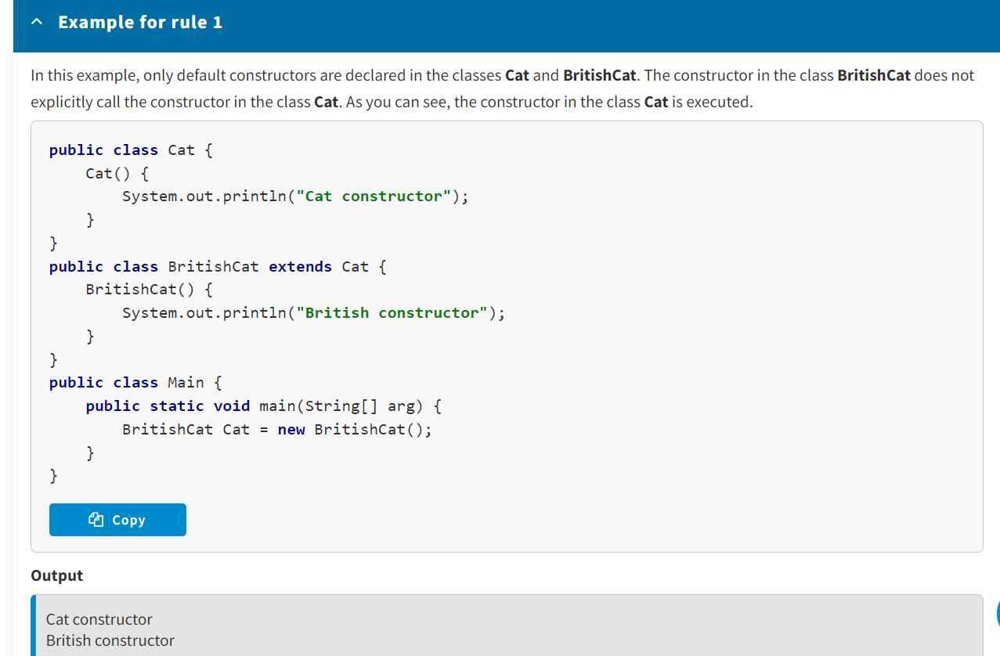 Example for rule 1
In this example, only default constructors are declared in the classes Cat and BritishCat. The constructor in the class BritishCat does not
explicitly call the constructor in the class Cat. As you can see, the constructor in the class Cat is executed.
public class Cat {
    Cat() {
        System.out.println("Cat constructor");
    }
}
public class BritishCat extends Cat {
    BritishCat() {
        System.out.println("British constructor");
    }
}
public class Main {
    public static void main(String[] arg) {
        BritishCat Cat = new BritishCat();
    }
}
Copy
Output
Cat constructor
British constructor